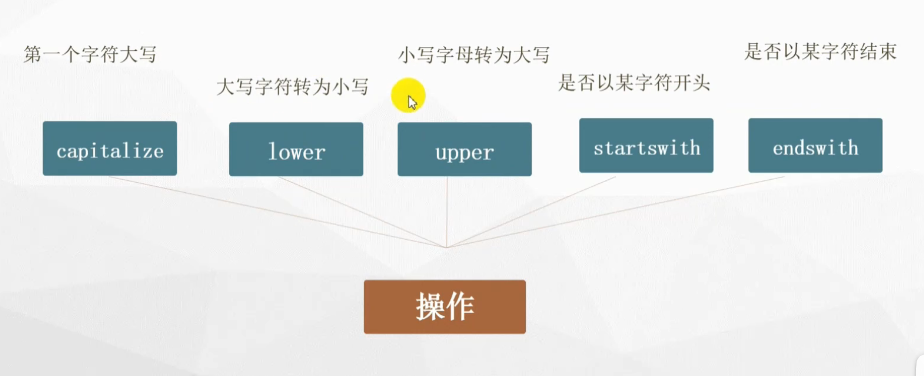 第一个字符大写
大写字符转为小写
小写字母转为大写
是否以某字符开头
是否以某字符结束
capitalize
lower
upper
startswith
endswith
操作